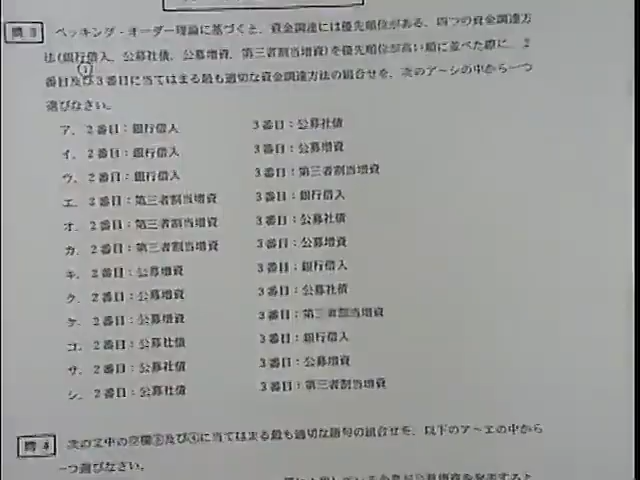 問3 ペッキング・オーダー理論に基づくと、資金調達には優先順位がある。四つの資金調達方
法(銀行借入、公募社債、公募増資、第三者割当増資)を優先順位が高い順に並べた際に、2
番目及び3番目に当てはまる最も適切な資金調達方法の組合せを、次のア~シの中から一つ
選びなさい。
ア. 2番目:銀行借入 3番目:公募社債
イ. 2番目:銀行借入 3番目:公募増資
ウ. 2番目:銀行借入 3番目:第三者割当増資
エ. 2番目:第三者割当増資 3番目:銀行借入
オ. 2番目:第三者割当増資 3番目:公募社債
カ. 2番目:第三者割当増資 3番目:公募増資
キ. 2番目:公募増資 3番目:銀行借入
ク. 2番目:公募増資 3番目:公募社債
ケ. 2番目:公募増資 3番目:第三者割当増資
コ. 2番目:公募社債 3番目:銀行借入
サ. 2番目:公募社債 3番目:公募増資
シ. 2番目:公募社債 3番目:第三者割当増資
問4 次の文中の空欄③及び④に当てはまる最も適切な語句の組合せを、以下のア~エの中から
一つ選びなさい。